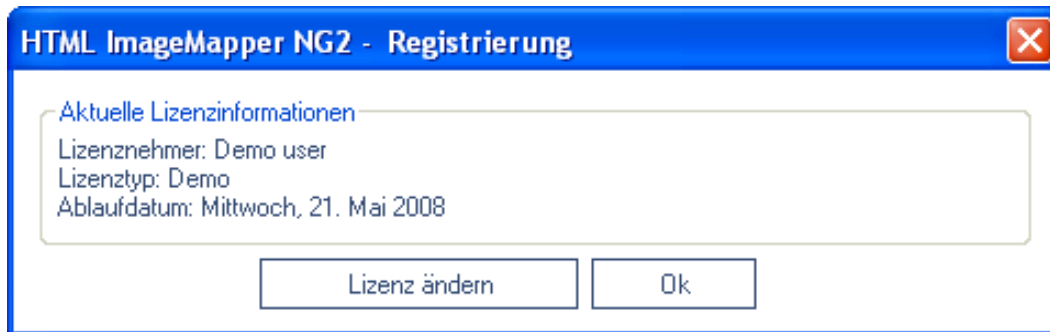 HTML ImageMapper NG2 - Registrierung
Aktuelle Lizenzinformationen
Lizenznehmer: Demo user
Lizenztyp: Demo
Ablaufdatum: Mittwoch, 21. Mai 2008
Lizenz ändern
Ok